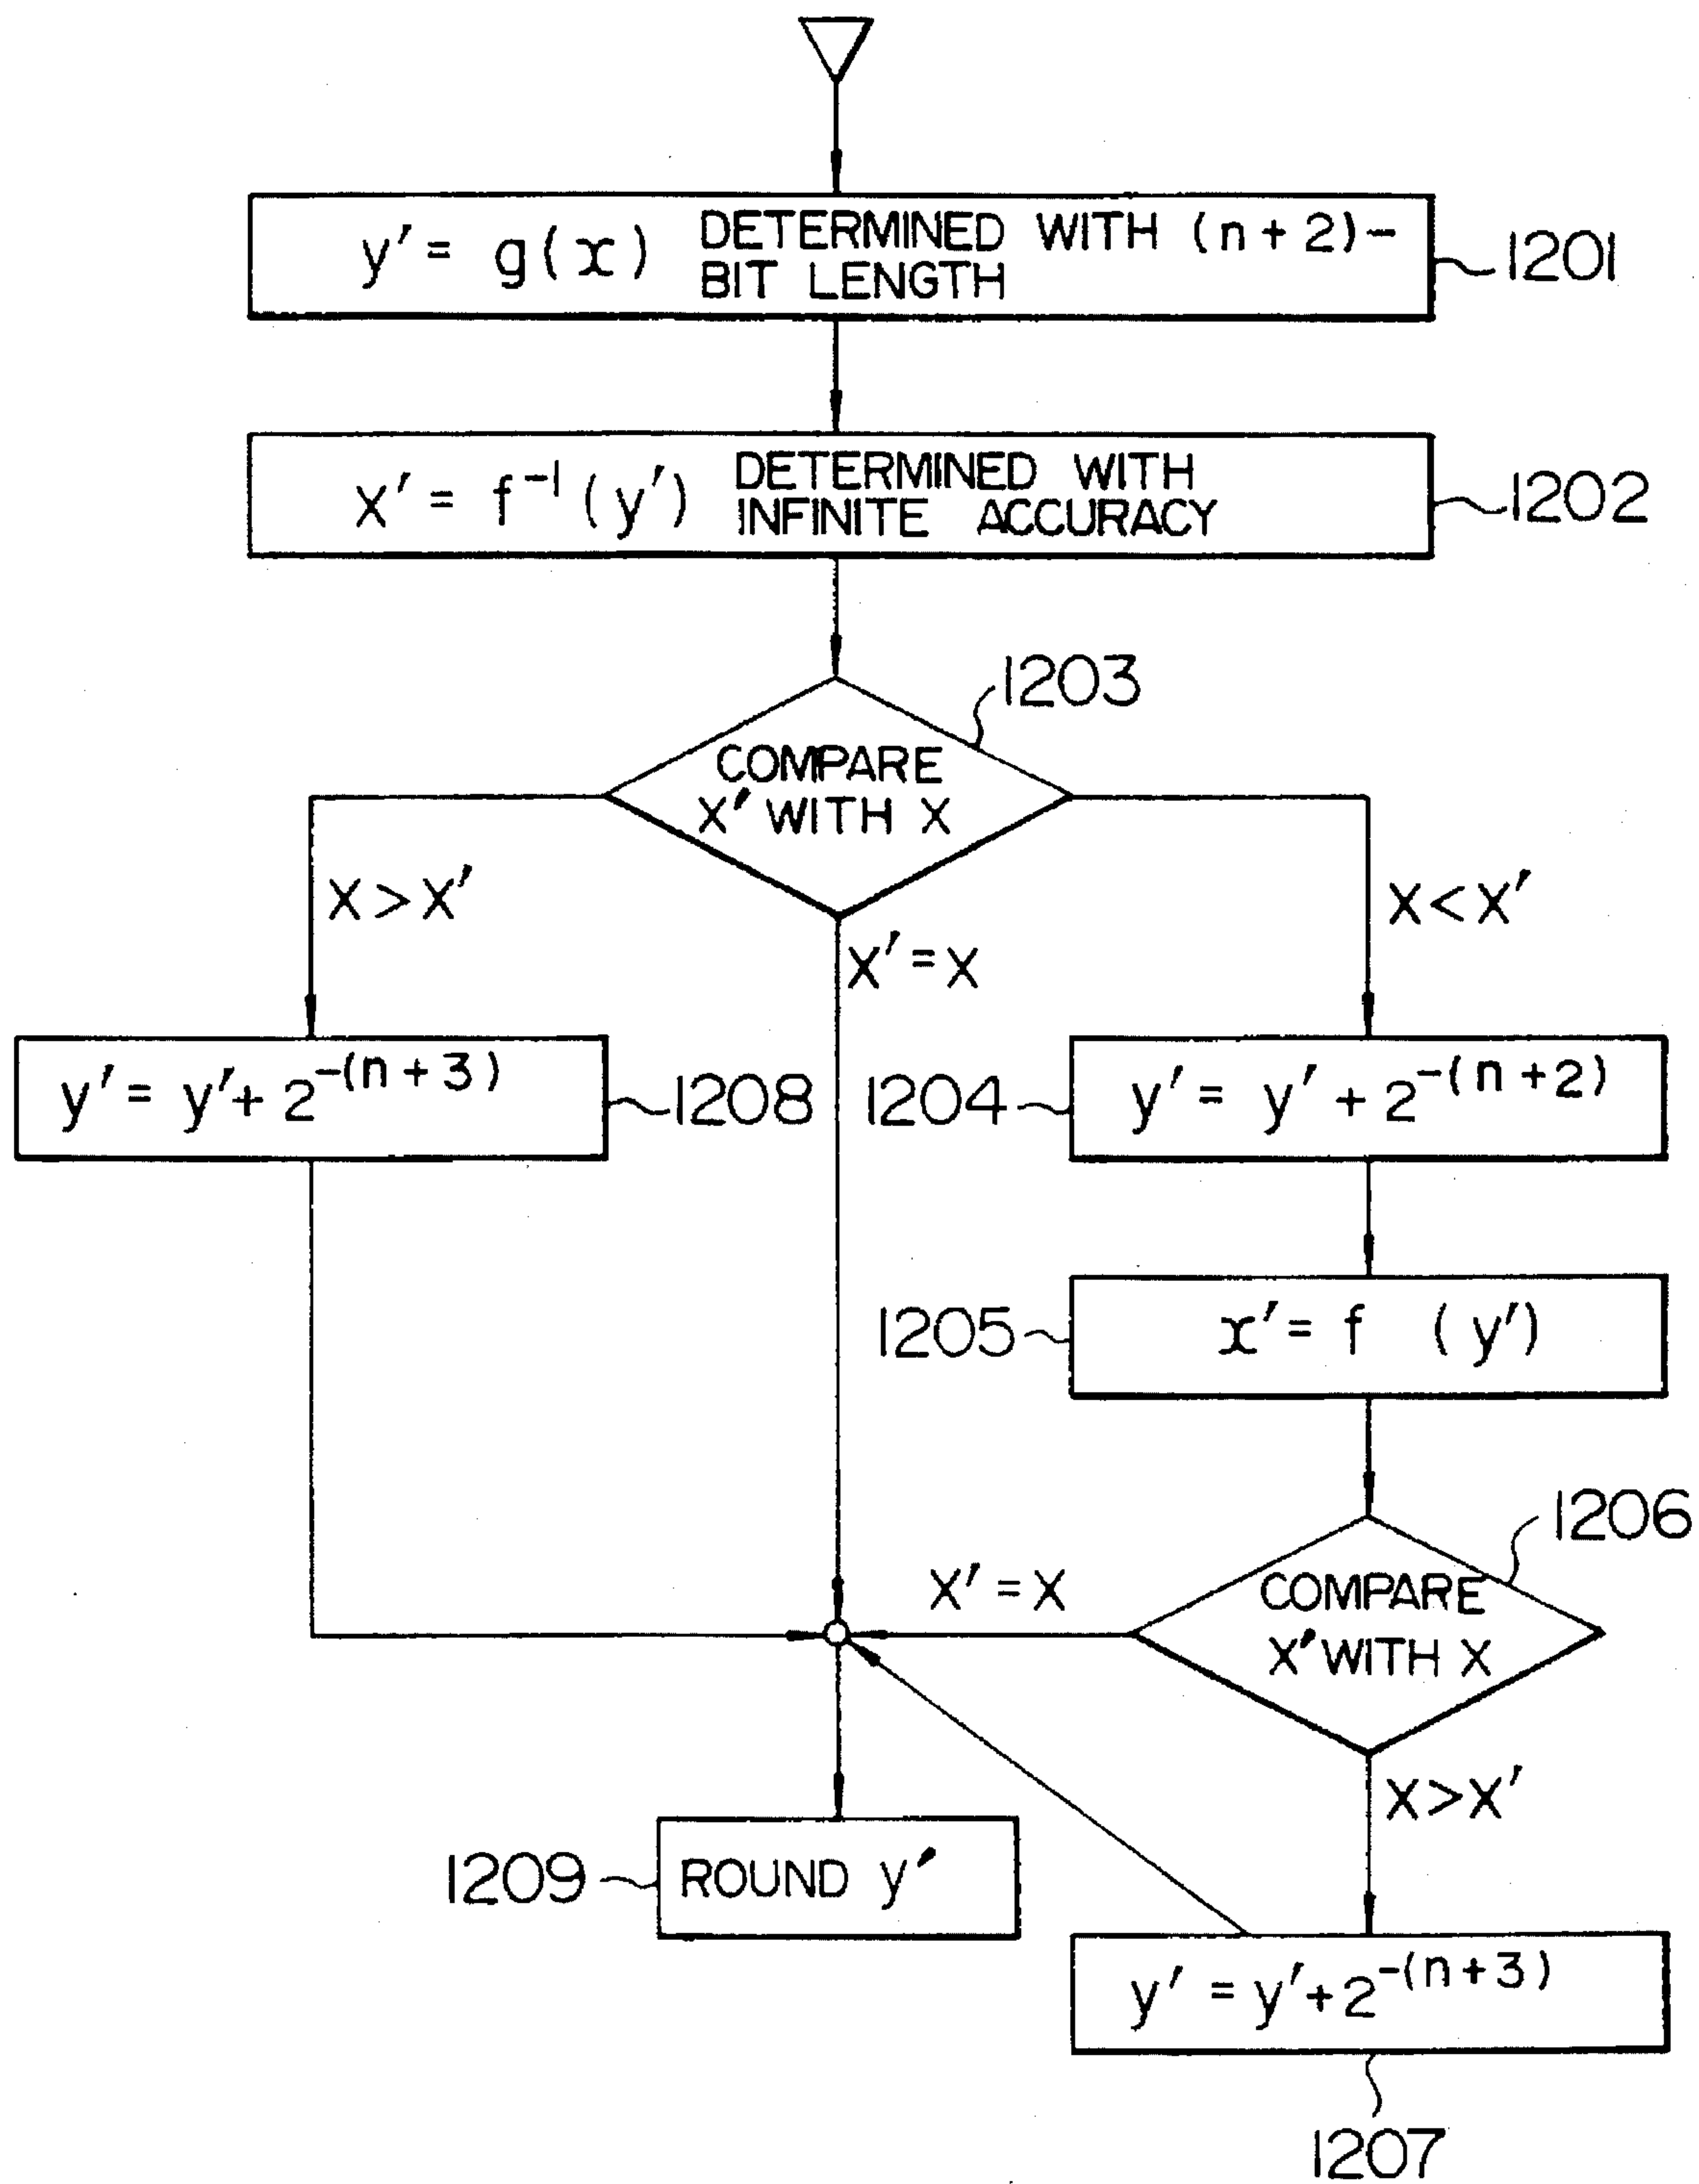 y' = g(x) DETERMINED WITH (n+2)-
BIT LENGTH
1201
x' = f⁻¹(y') DETERMINED WITH
INFINITE ACCURACY
1202
1203
COMPARE
X' WITH X
X > X'
X' = X
X < X'
y' = y' + 2^-(n+3)
1208
1204
y' = y' + 2^-(n+2)
1205
x' = f (y')
1206
X' = X
COMPARE
X' WITH X
X > X'
1209
ROUND y'
y' = y' + 2^-(n+3)
1207